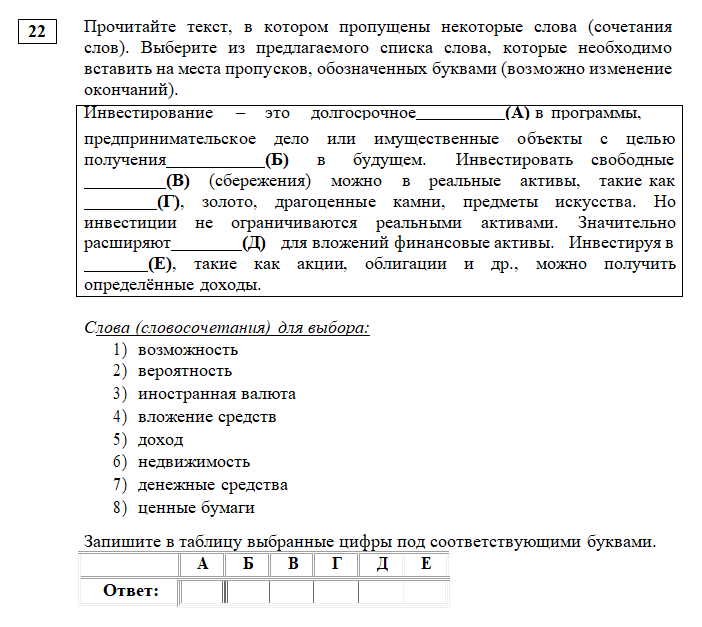 22
Прочитайте текст, в котором пропущены некоторые слова (сочетания
слов). Выберите из предлагаемого списка слова, которые необходимо
вставить на места пропусков, обозначенных буквами (возможно изменение
окончаний).
Инвестирование – это долгосрочное__________(А) в программы,
предпринимательское дело или имущественные объекты с целью
получения___________(Б) в будущем. Инвестировать свободные
_________(В) (сбережения) можно в реальные активы, такие как
________(Г), золото, драгоценные камни, предметы искусства. Но
инвестиции не ограничиваются реальными активами. Значительно
расширяют________(Д) для вложений финансовые активы. Инвестируя в
_______(Е), такие как акции, облигации и др., можно получить
определённые доходы.
Слова (словосочетания) для выбора:
1) возможность
2) вероятность
3) иностранная валюта
4) вложение средств
5) доход
6) недвижимость
7) денежные средства
8) ценные бумаги
Запишите в таблицу выбранные цифры под соответствующими буквами.
А Б В Г Д Е
Ответ: